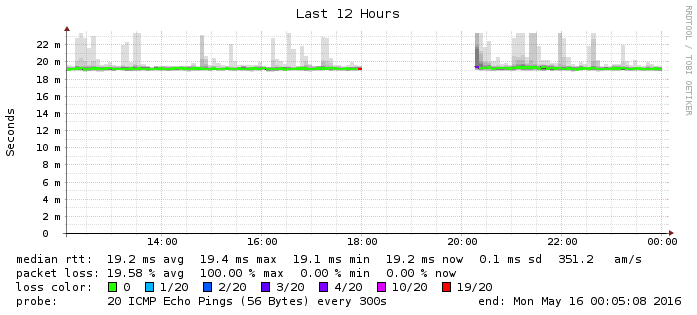 Last 12 Hours
RRDTOOL / TOBI OETIKER
Seconds
22 m
20 m
18 m
16 m
14 m
12 m
10 m
8 m
6 m
4 m
2 m
0
14:00 16:00 18:00 20:00 22:00 00:00
median rtt: 19.2 ms avg 19.4 ms max 19.1 ms min 19.2 ms now 0.1 ms sd 351.2 am/s
packet loss: 19.58 % avg 100.00 % max 0.00 % min 0.00 % now
loss color: 0 1/20 2/20 3/20 4/20 10/20 19/20
probe: 20 ICMP Echo Pings (56 Bytes) every 300s end: Mon May 16 00:05:08 2016